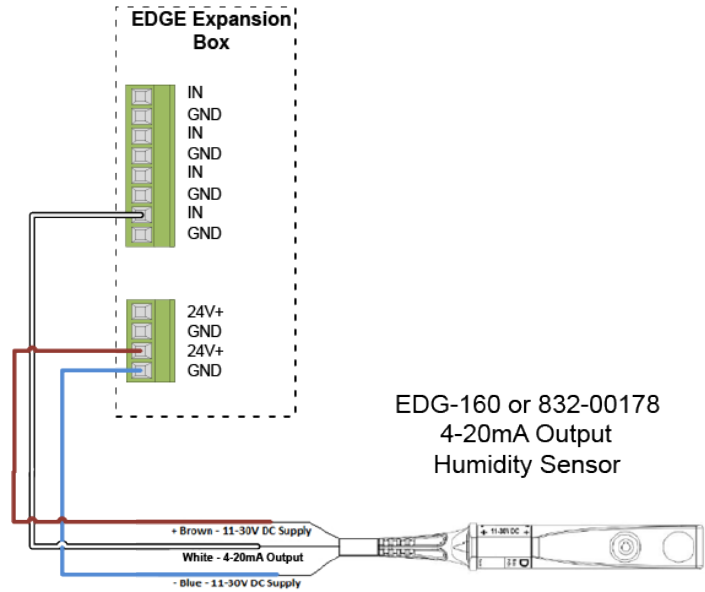 EDGE Expansion
Box
IN
GND
IN
GND
IN
GND
IN
GND
24V+
GND
24V+
GND
EDG-160 or 832-00178
4-20mA Output
Humidity Sensor
+ Brown - 11-30V DC Supply
White - 4-20mA Output
- Blue - 11-30V DC Supply
+ 11-30V DC